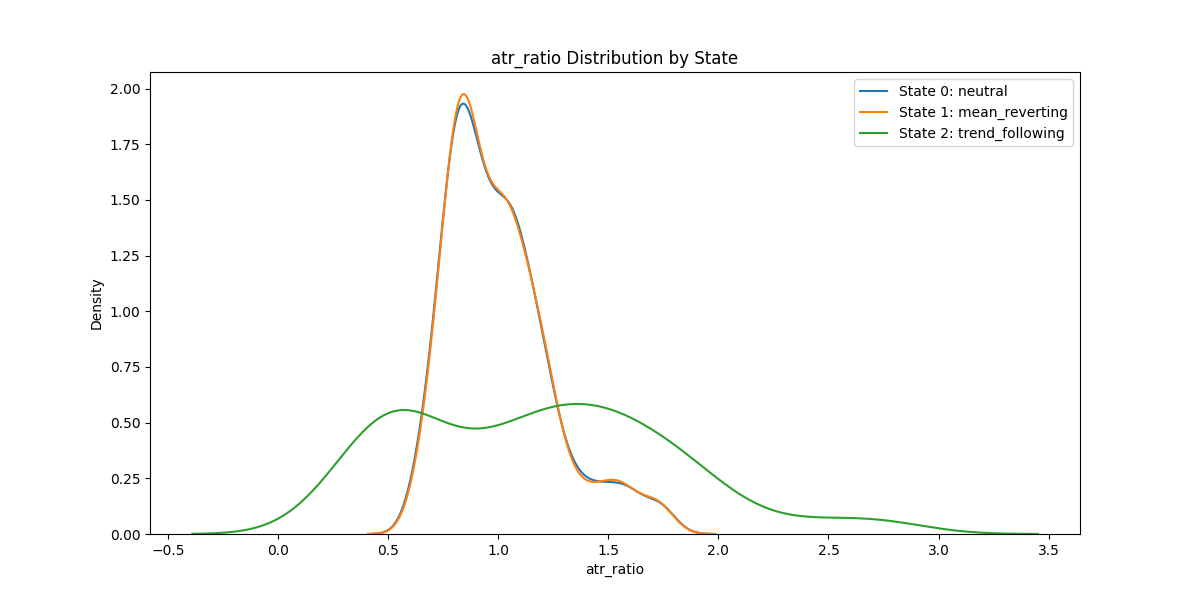 atr_ratio Distribution by State
State 0: neutral
State 1: mean_reverting
State 2: trend_following
Density
2.00
1.75
1.50
1.25
1.00
0.75
0.50
0.25
0.00
−0.5 0.0 0.5 1.0 1.5 2.0 2.5 3.0 3.5
atr_ratio